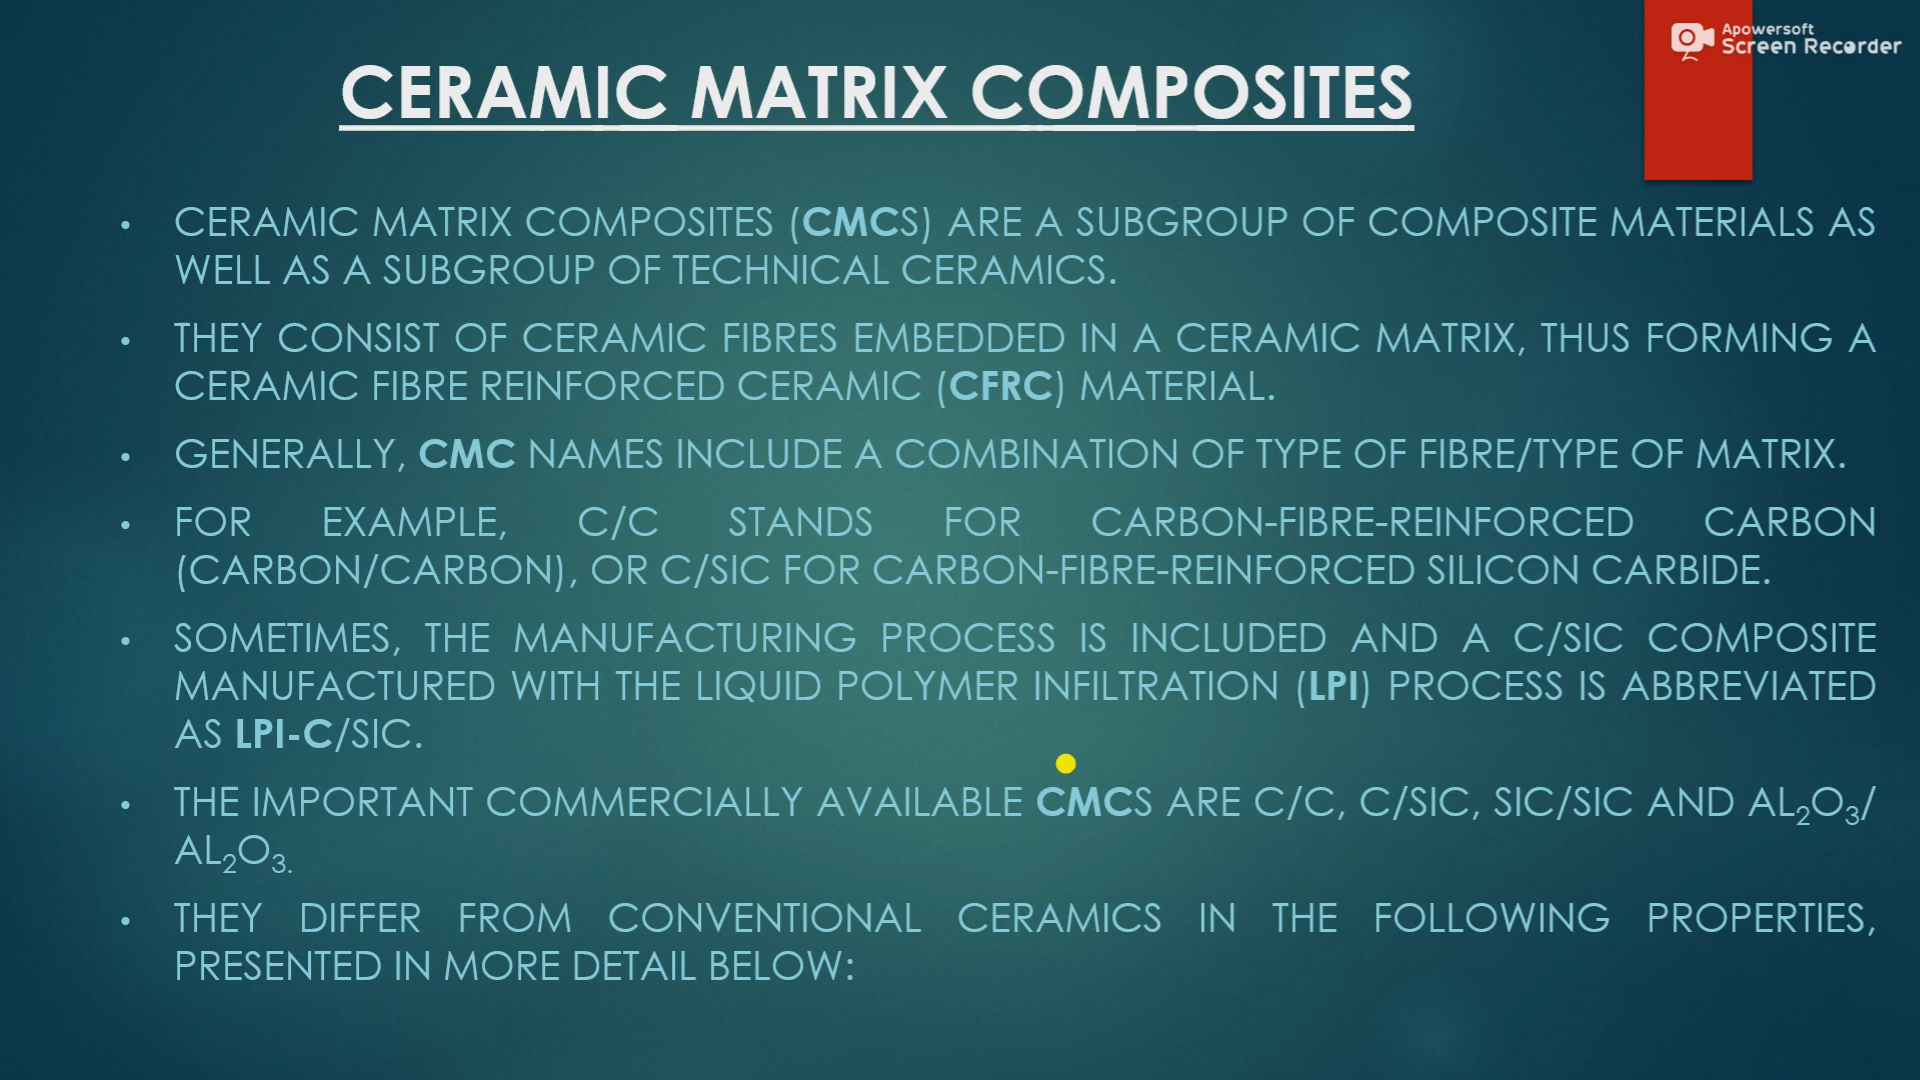 Apowersoft
Screen Recorder
CERAMIC MATRIX COMPOSITES
• CERAMIC MATRIX COMPOSITES (CMCS) ARE A SUBGROUP OF COMPOSITE MATERIALS AS
WELL AS A SUBGROUP OF TECHNICAL CERAMICS.
• THEY CONSIST OF CERAMIC FIBRES EMBEDDED IN A CERAMIC MATRIX, THUS FORMING A
CERAMIC FIBRE REINFORCED CERAMIC (CFRC) MATERIAL.
• GENERALLY, CMC NAMES INCLUDE A COMBINATION OF TYPE OF FIBRE/TYPE OF MATRIX.
• FOR EXAMPLE, C/C STANDS FOR CARBON-FIBRE-REINFORCED CARBON
(CARBON/CARBON), OR C/SIC FOR CARBON-FIBRE-REINFORCED SILICON CARBIDE.
• SOMETIMES, THE MANUFACTURING PROCESS IS INCLUDED AND A C/SIC COMPOSITE
MANUFACTURED WITH THE LIQUID POLYMER INFILTRATION (LPI) PROCESS IS ABBREVIATED
AS LPI-C/SIC.
• THE IMPORTANT COMMERCIALLY AVAILABLE CMCS ARE C/C, C/SIC, SIC/SIC AND AL₂O₃/
AL₂O₃.
• THEY DIFFER FROM CONVENTIONAL CERAMICS IN THE FOLLOWING PROPERTIES,
PRESENTED IN MORE DETAIL BELOW: